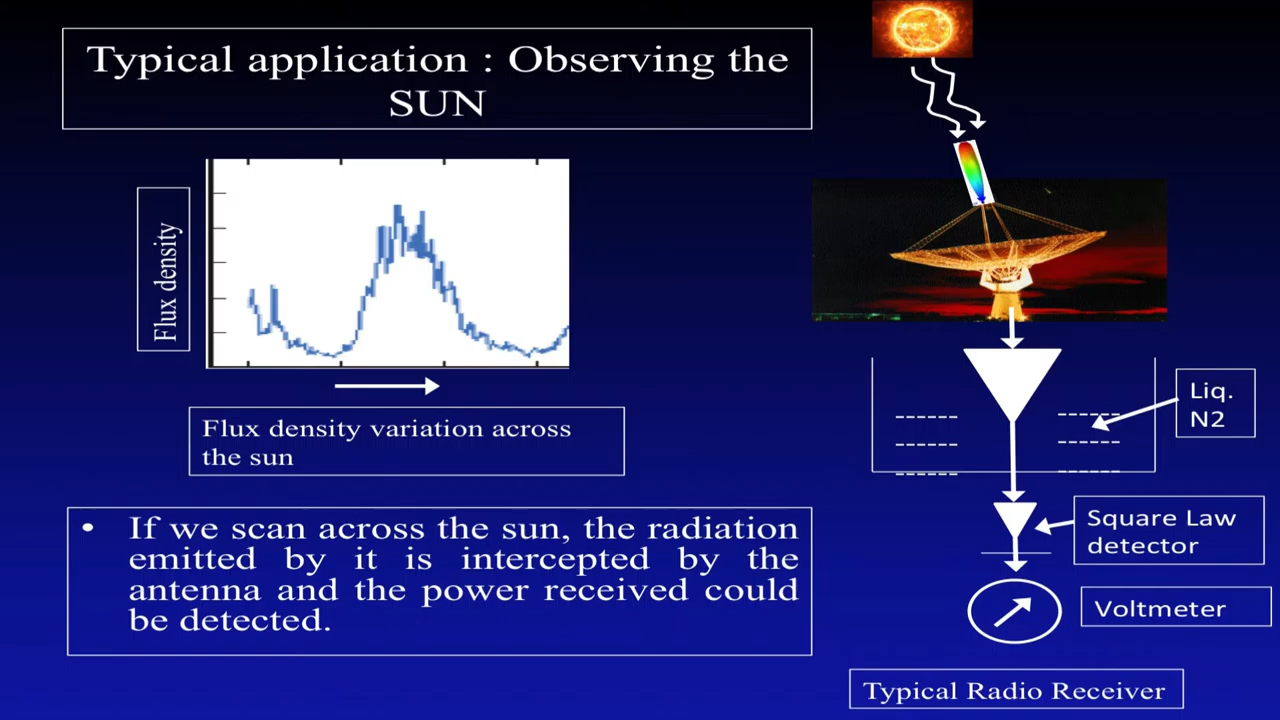 Typical application : Observing the
SUN
Flux density
Flux density variation across
the sun
• If we scan across the sun, the radiation
emitted by it is intercepted by the
antenna and the power received could
be detected.
Liq.
N2
Square Law
detector
Voltmeter
Typical Radio Receiver